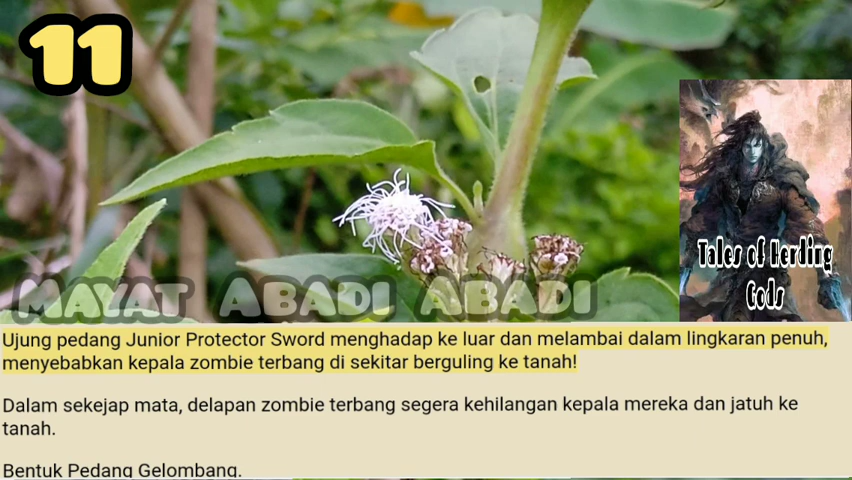 11
Tales of Herding
Gods
MAYAT ABADI ABADI
Ujung pedang Junior Protector Sword menghadap ke luar dan melambai dalam lingkaran penuh,
menyebabkan kepala zombie terbang di sekitar berguling ke tanah!
Dalam sekejap mata, delapan zombie terbang segera kehilangan kepala mereka dan jatuh ke
tanah.
Bentuk Pedang Gelombang.